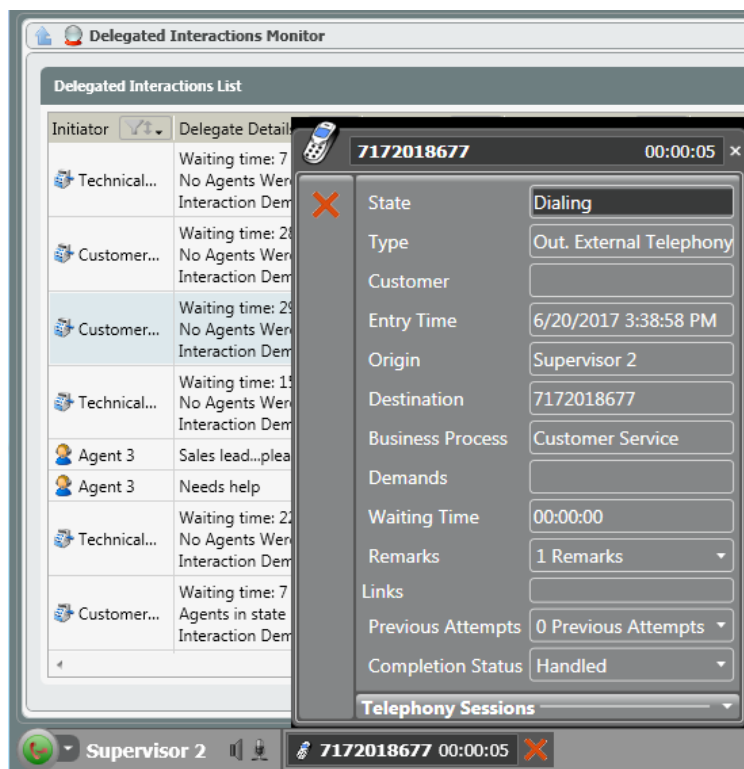 Delegated Interactions Monitor
Delegated Interactions List
Initiator Delegate Details
Technical...
Waiting time: 7
No Agents Were
Interaction Dem
Customer...
Waiting time: 28
No Agents Were
Interaction Dem
Customer...
Waiting time: 29
No Agents Were
Interaction Dem
Technical...
Waiting time: 15
No Agents Were
Interaction Dem
Agent 3 Sales lead...plea
Agent 3 Needs help
Technical...
Waiting time: 22
No Agents Were
Interaction Dem
Customer...
Waiting time: 7
Agents in state
Interaction Dem
7172018677 00:00:05
State Dialing
Type Out. External Telephony
Customer
Entry Time 6/20/2017 3:38:58 PM
Origin Supervisor 2
Destination 7172018677
Business Process Customer Service
Demands
Waiting Time 00:00:00
Remarks 1 Remarks
Links
Previous Attempts 0 Previous Attempts
Completion Status Handled
Telephony Sessions
Supervisor 2 7172018677 00:00:05